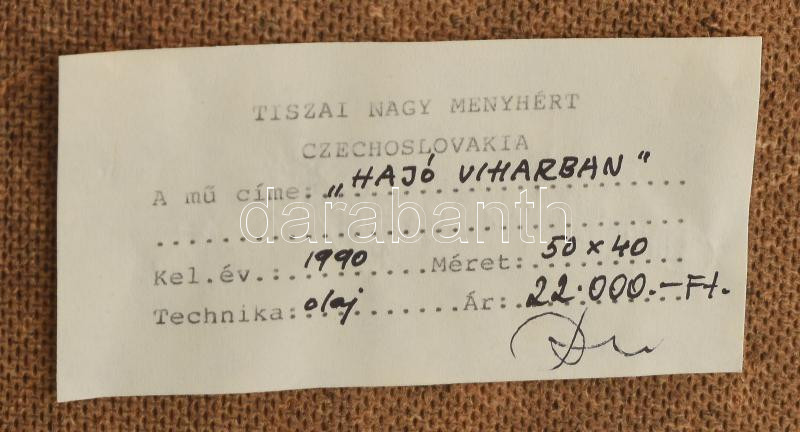 TISZAI NAGY MENYHÉRT
CZECHOSLOVAKIA
A mű címe: „HAJÓ VIHARBAN"
darabanth
Kel.év.: 1990 Méret: 50 x 40
Technika: olaj Ár: 22.000.-Ft.